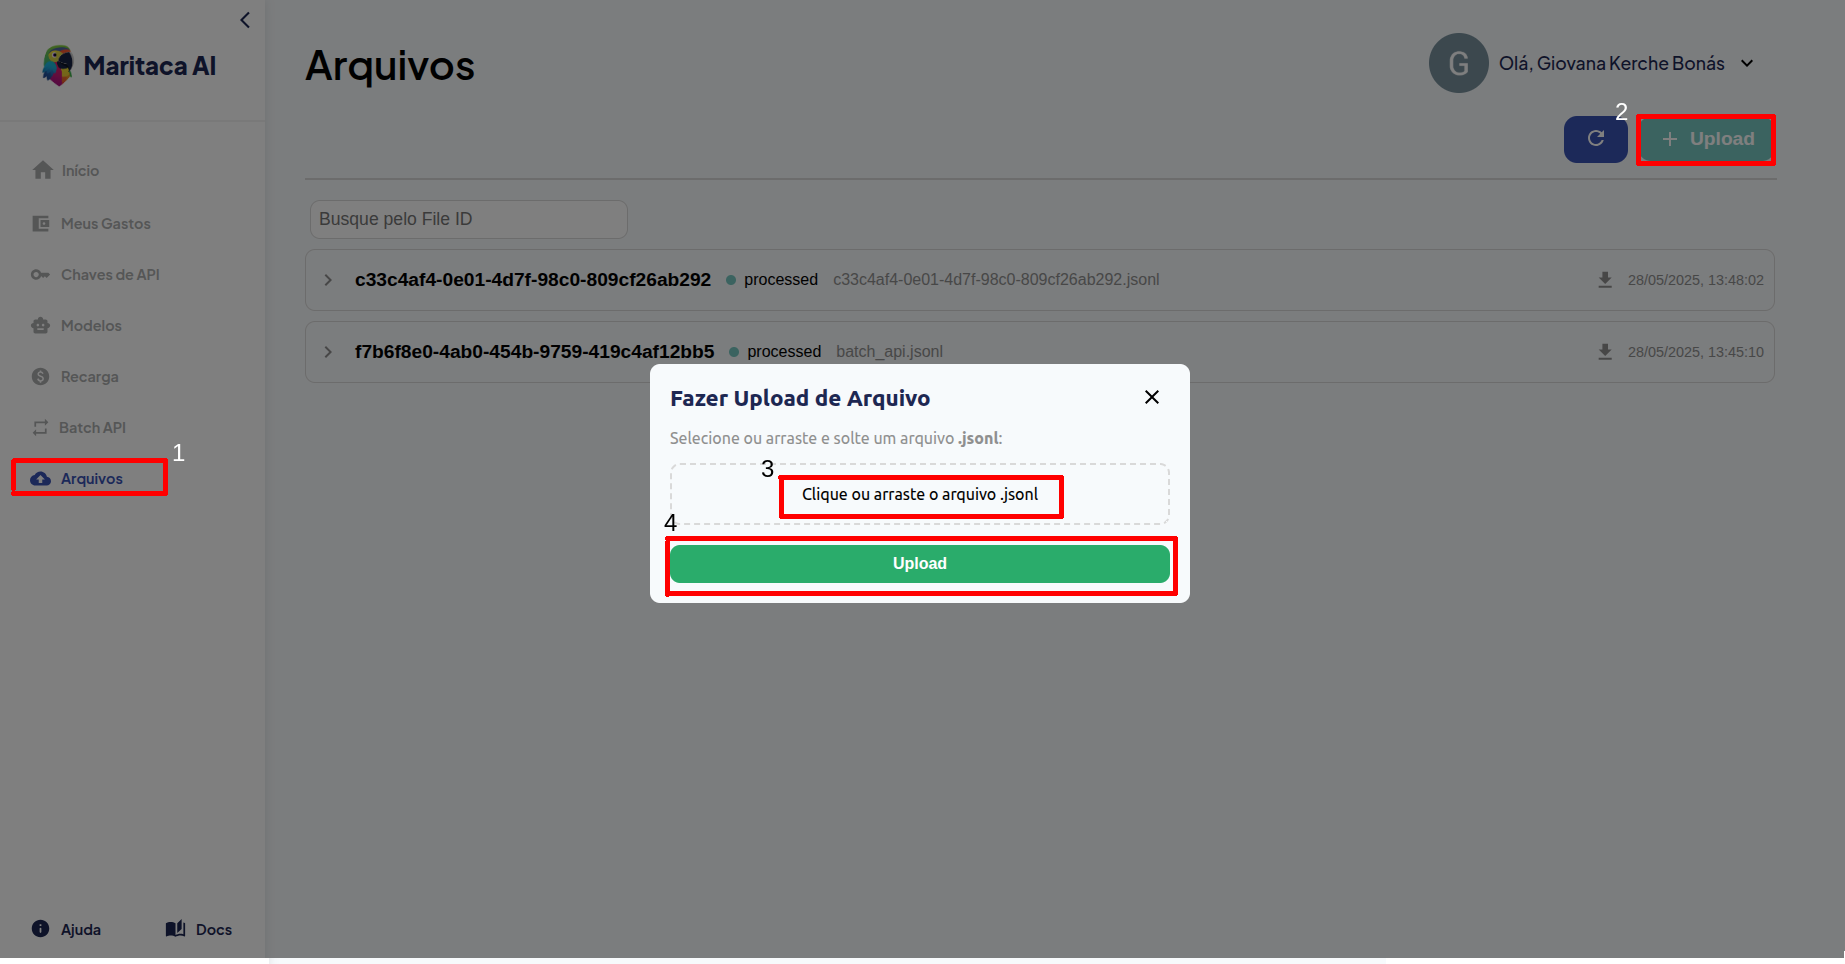 Maritaca AI
Início
Meus Gastos
Chaves de API
Modelos
Recarga
Batch API
1
Arquivos
Ajuda
Docs
Arquivos
G
Olá, Giovana Kerche Bonás
2
+ Upload
Busque pelo File ID
c33c4af4-0e01-4d7f-98c0-809cf26ab292 processed c33c4af4-0e01-4d7f-98c0-809cf26ab292.jsonl 28/05/2025, 13:48:02
f7b6f8e0-4ab0-454b-9759-419c4af12bb5 processed batch_api.jsonl 28/05/2025, 13:45:10
Fazer Upload de Arquivo
Selecione ou arraste e solte um arquivo .jsonl:
3
Clique ou arraste o arquivo .jsonl
4
Upload